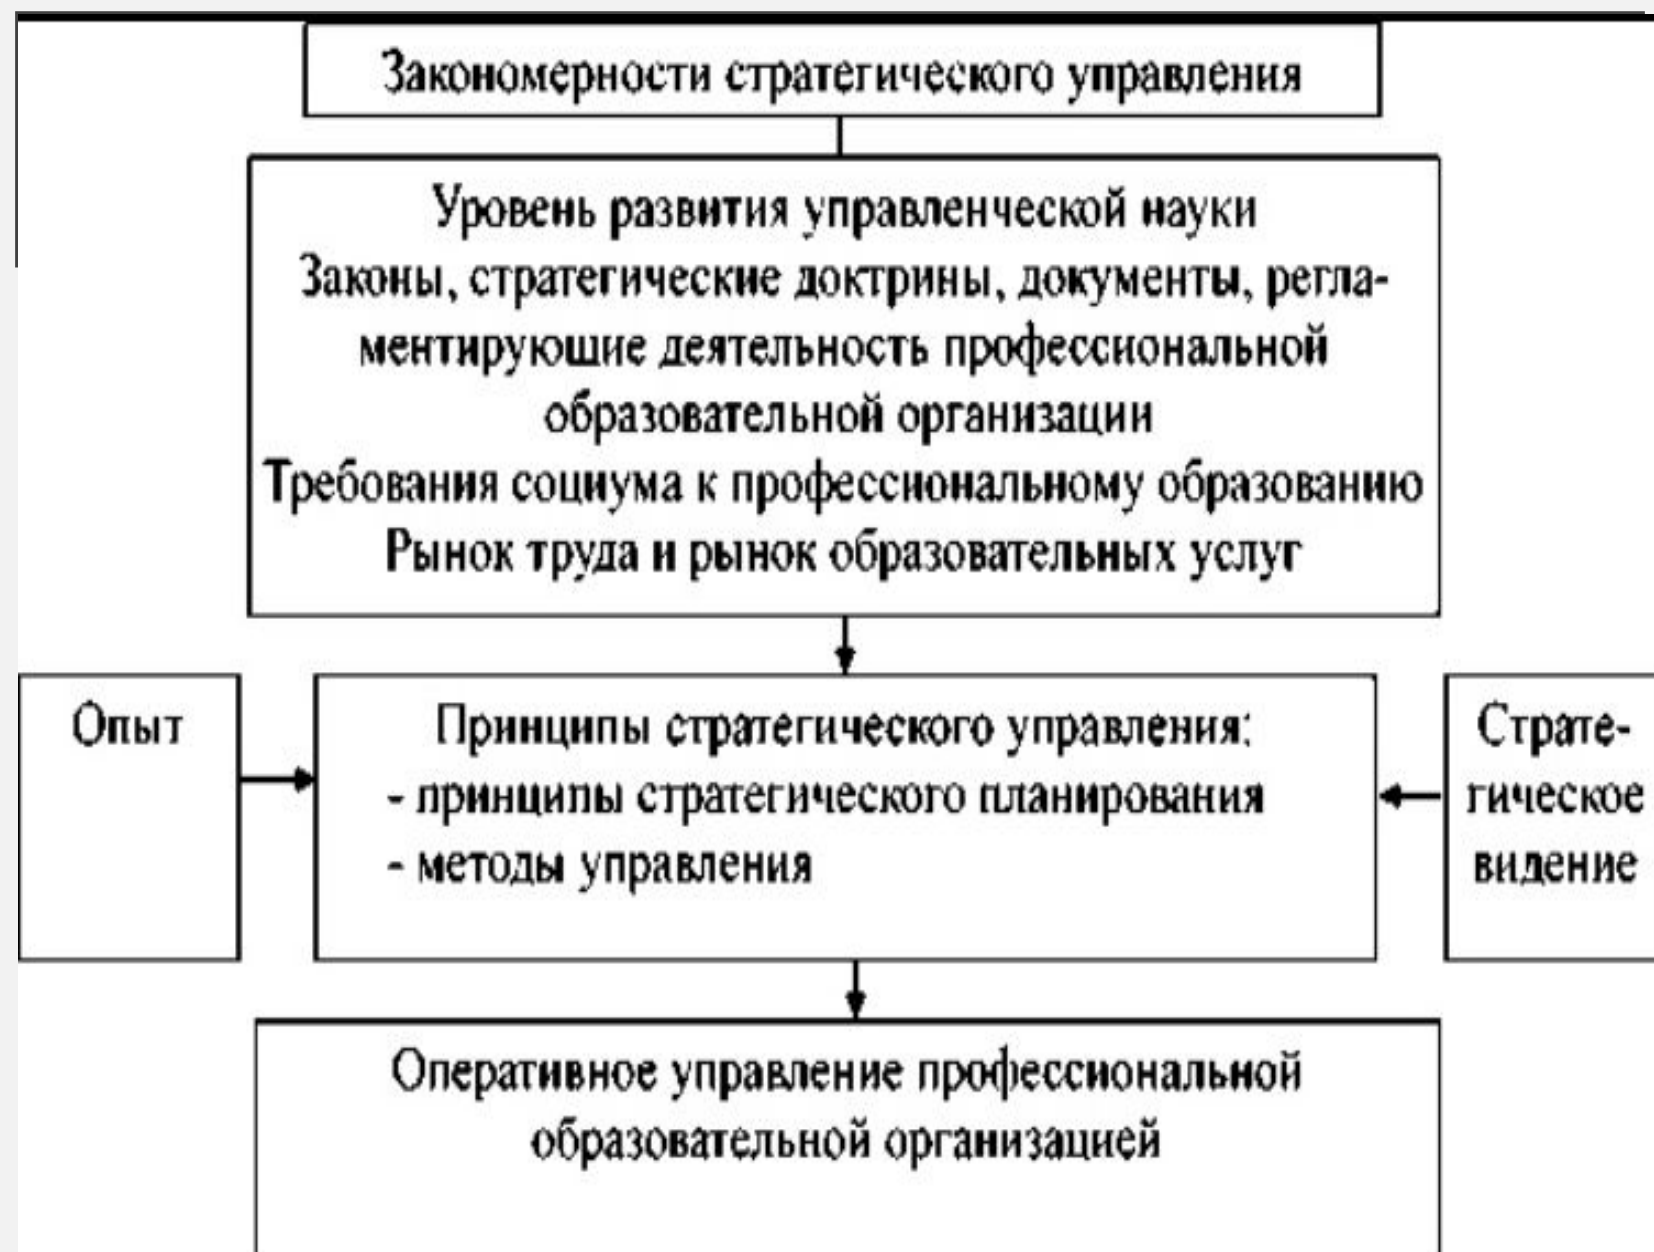 Закономерности стратегического управления
Уровень развития управленческой науки
Законы, стратегические доктрины, документы, регла-
ментирующие деятельность профессиональной
образовательной организации
Требования социума к профессиональному образованию
Рынок труда и рынок образовательных услуг
Опыт
Принципы стратегического управления:
- принципы стратегического планирования
- методы управления
Страте-
гическое
видение
Оперативное управление профессиональной
образовательной организацией